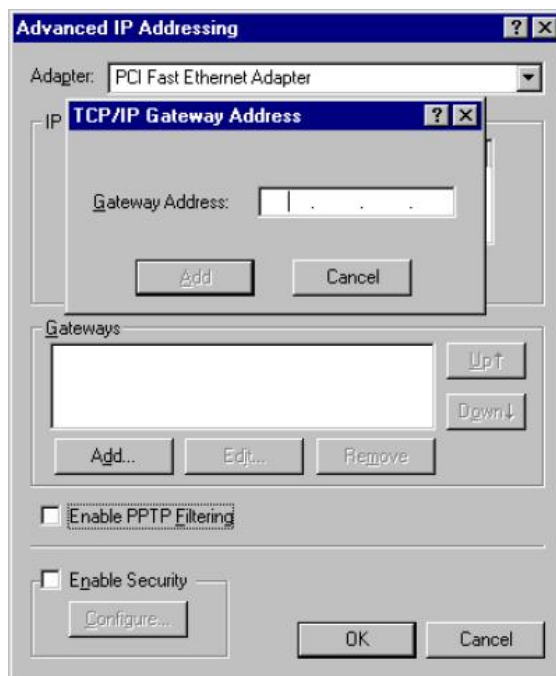 Advanced IP Addressing
Adapter: PCI Fast Ethernet Adapter
IP
TCP/IP Gateway Address
Gateway Address: . . .
Add Cancel
Gateways
Up↑
Down↓
Add... Edit... Remove
Enable PPTP Filtering
Enable Security
Configure...
OK Cancel